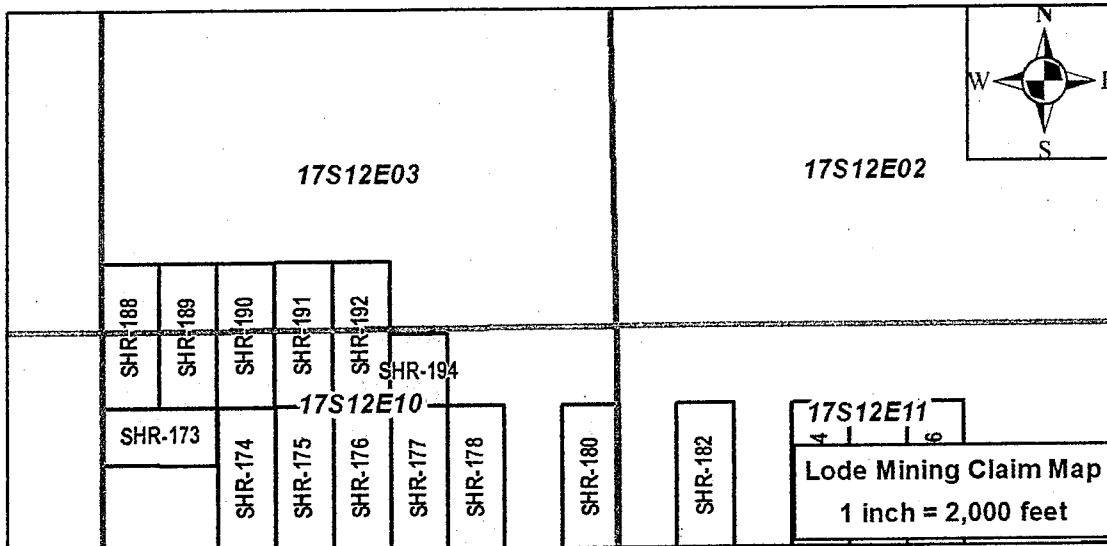 N
W
S
17S12E03
17S12E02
SHR-188
SHR-189
SHR-190
SHR-191
SHR-192
SHR-194
17S12E10
17S12E11
SHR-173
SHR-174
SHR-175
SHR-176
SHR-177
SHR-178
SHR-180
SHR-182
4
6
Lode Mining Claim Map
1 inch = 2,000 feet